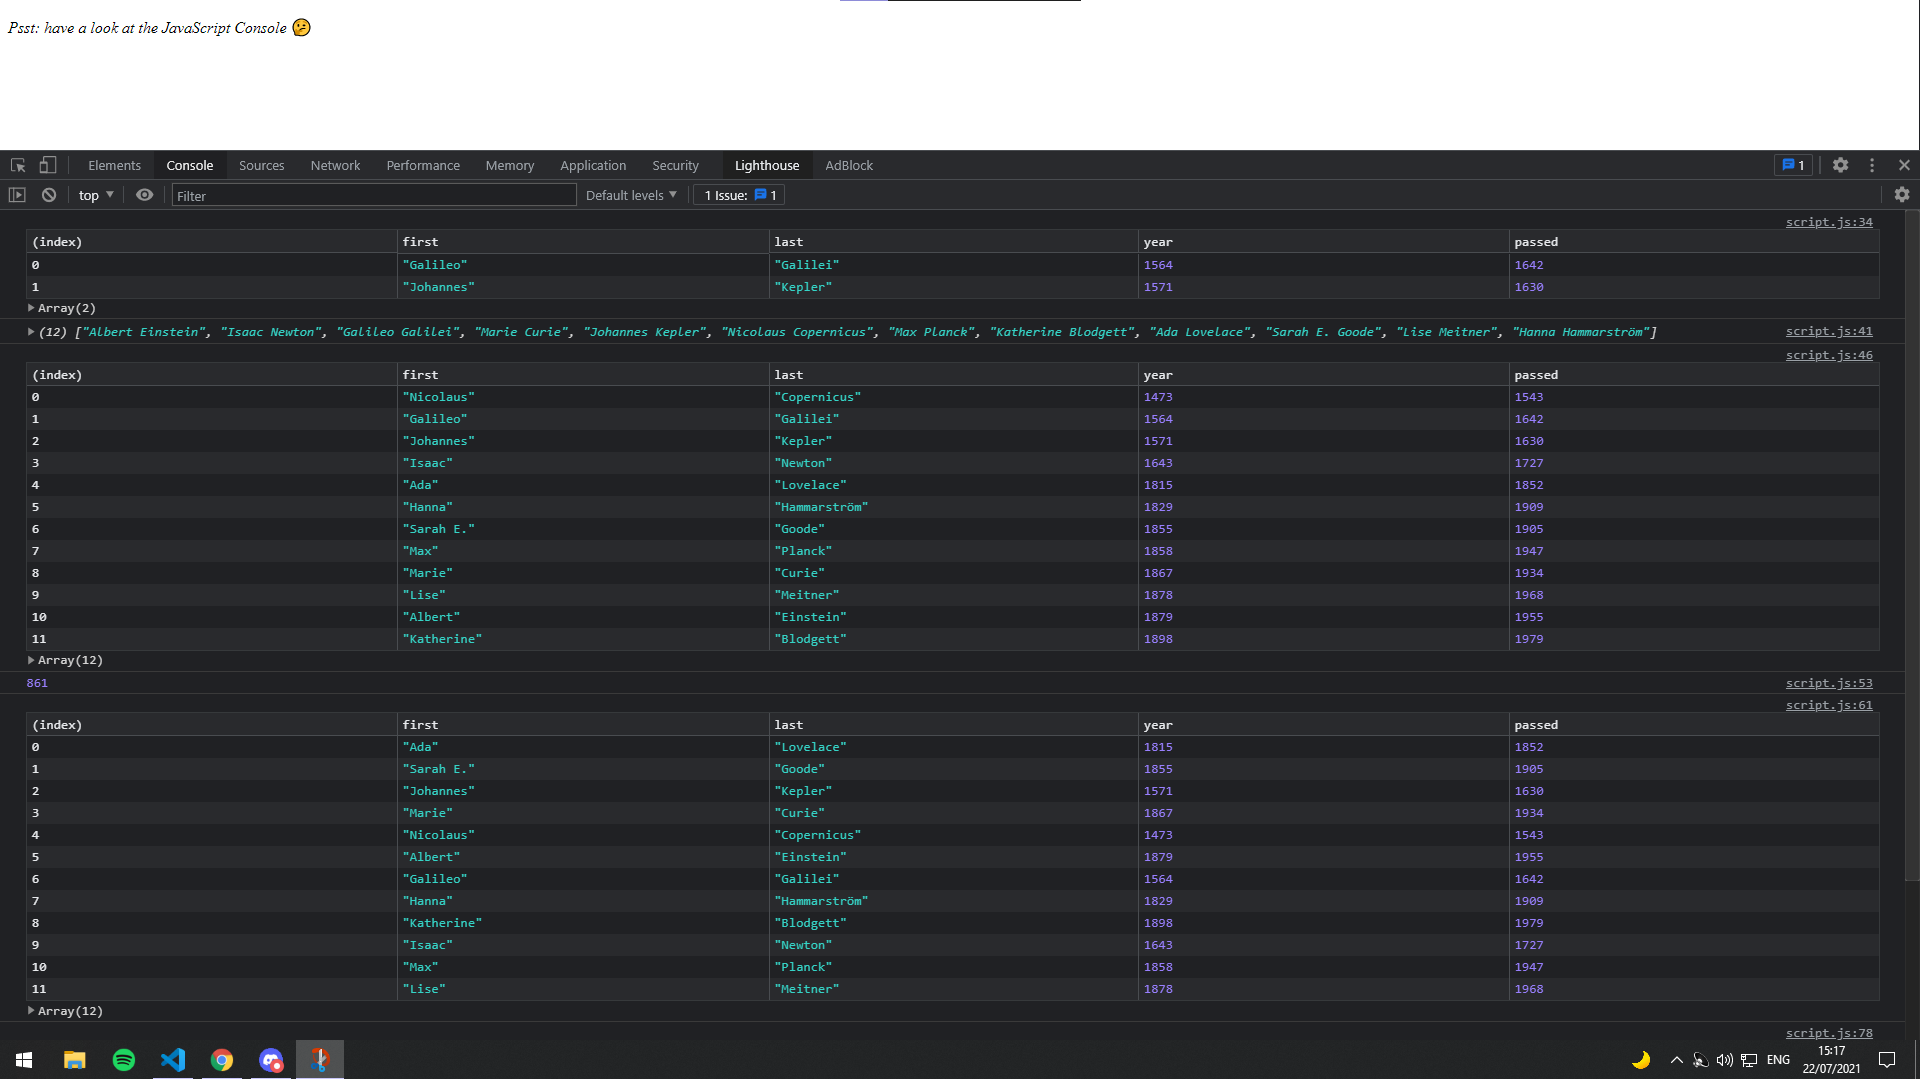 Psst: have a look at the JavaScript Console 🤔
Elements Console Sources Network Performance Memory Application Security Lighthouse AdBlock 1
top Filter Default levels 1 Issue: 1
script.js:34
(index) first last year passed
0 "Galileo" "Galilei" 1564 1642
1 "Johannes" "Kepler" 1571 1630
Array(2)
(12) ["Albert Einstein", "Isaac Newton", "Galileo Galilei", "Marie Curie", "Johannes Kepler", "Nicolaus Copernicus", "Max Planck", "Katherine Blodgett", "Ada Lovelace", "Sarah E. Goode", "Lise Meitner", "Hanna Hammarström"] script.js:41
script.js:46
(index) first last year passed
0 "Nicolaus" "Copernicus" 1473 1543
1 "Galileo" "Galilei" 1564 1642
2 "Johannes" "Kepler" 1571 1630
3 "Isaac" "Newton" 1643 1727
4 "Ada" "Lovelace" 1815 1852
5 "Hanna" "Hammarström" 1829 1909
6 "Sarah E." "Goode" 1855 1905
7 "Max" "Planck" 1858 1947
8 "Marie" "Curie" 1867 1934
9 "Lise" "Meitner" 1878 1968
10 "Albert" "Einstein" 1879 1955
11 "Katherine" "Blodgett" 1898 1979
Array(12)
861 script.js:53
script.js:61
(index) first last year passed
0 "Ada" "Lovelace" 1815 1852
1 "Sarah E." "Goode" 1855 1905
2 "Johannes" "Kepler" 1571 1630
3 "Marie" "Curie" 1867 1934
4 "Nicolaus" "Copernicus" 1473 1543
5 "Albert" "Einstein" 1879 1955
6 "Galileo" "Galilei" 1564 1642
7 "Hanna" "Hammarström" 1829 1909
8 "Katherine" "Blodgett" 1898 1979
9 "Isaac" "Newton" 1643 1727
10 "Max" "Planck" 1858 1947
11 "Lise" "Meitner" 1878 1968
Array(12)
script.js:78
ENG 15:17
22/07/2021